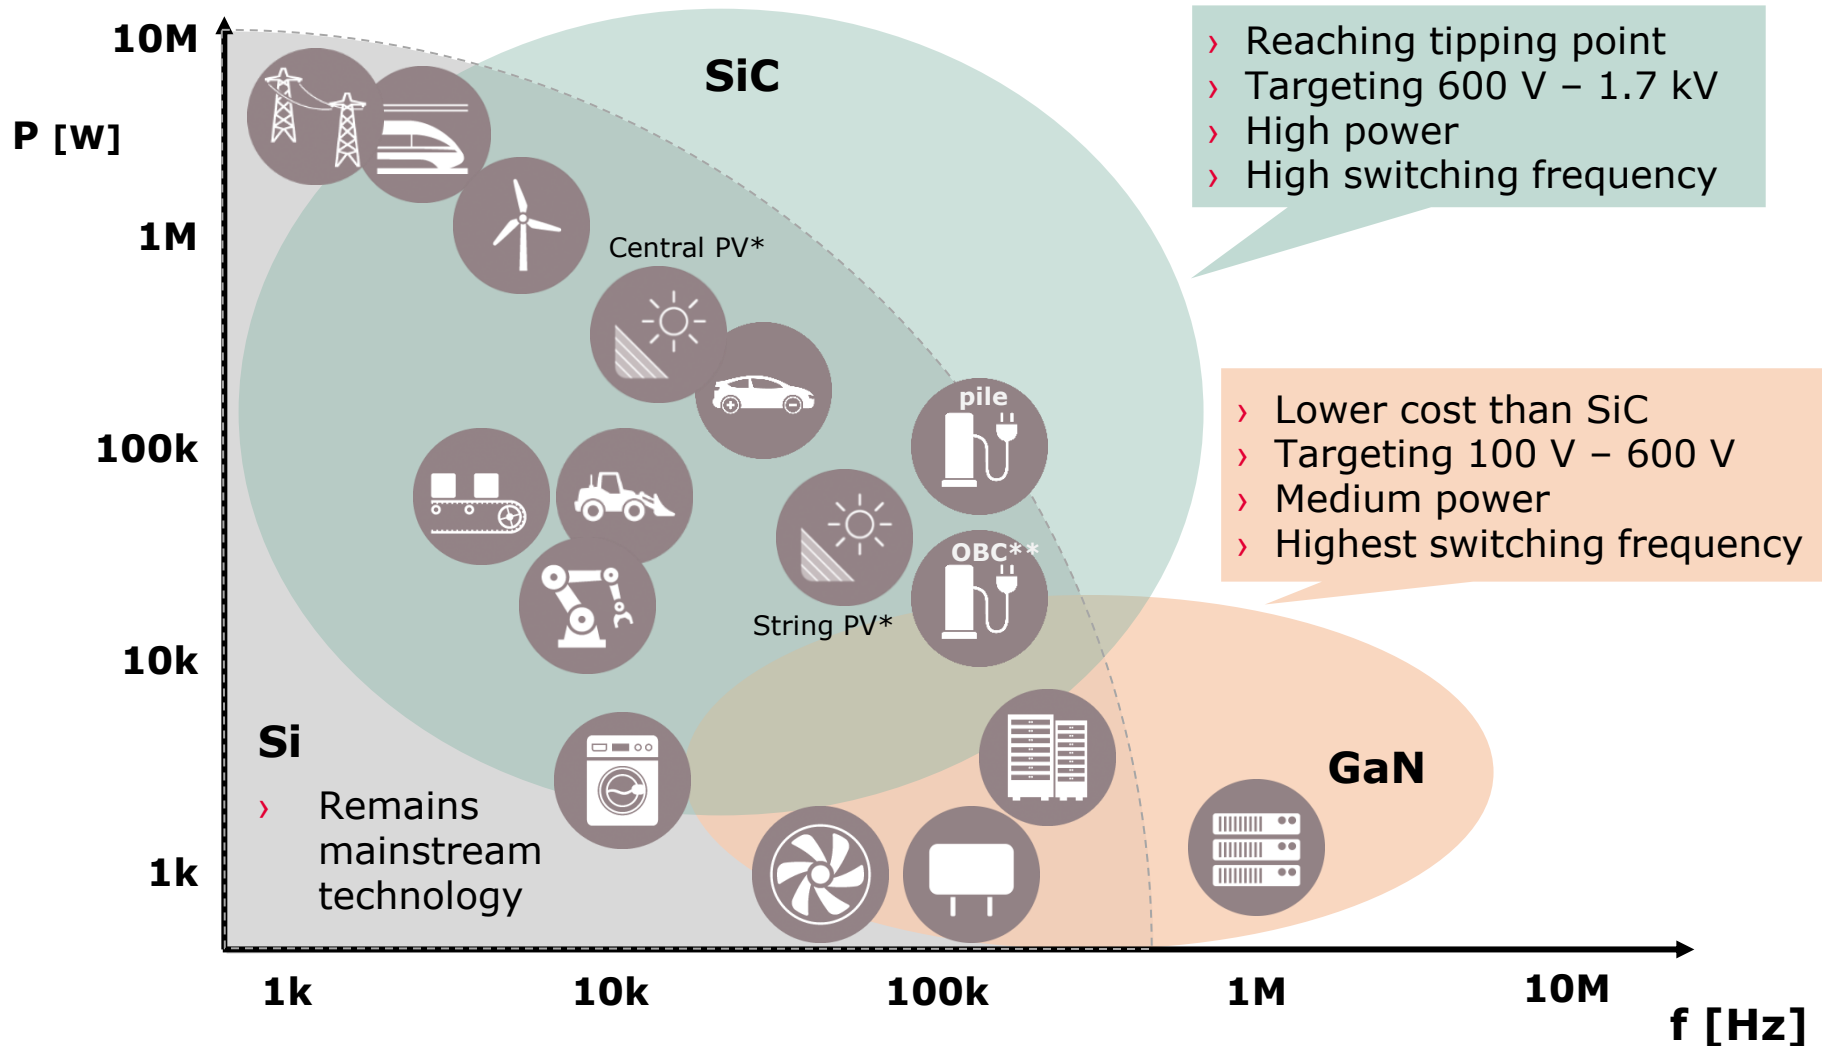 10M
P [W]
1M
100k
10k
1k
SiC
› Reaching tipping point
› Targeting 600 V – 1.7 kV
› High power
› High switching frequency
Central PV*
pile
› Lower cost than SiC
› Targeting 100 V – 600 V
› Medium power
› Highest switching frequency
OBC**
String PV*
Si
› Remains
mainstream
technology
GaN
1k
10k
100k
1M
10M
f [Hz]